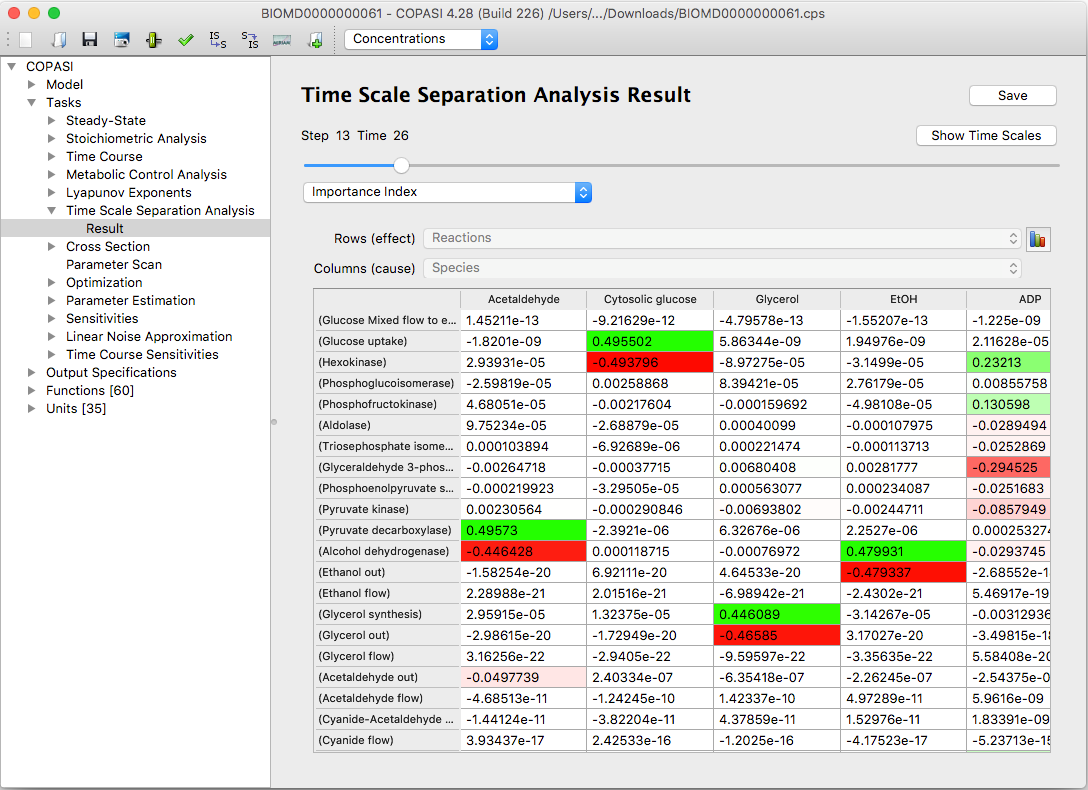 BIOMD0000000061 - COPASI 4.28 (Build 226) /Users/.../Downloads/BIOMD0000000061.cps
IS S S IS MIRIAM Concentrations
COPASI
Model
Tasks
Steady-State
Stoichiometric Analysis
Time Course
Metabolic Control Analysis
Lyapunov Exponents
Time Scale Separation Analysis
Result
Cross Section
Parameter Scan
Optimization
Parameter Estimation
Sensitivities
Linear Noise Approximation
Time Course Sensitivities
Output Specifications
Functions [60]
Units [35]
Time Scale Separation Analysis Result
Save
Step 13 Time 26
Show Time Scales
Importance Index
Rows (effect) Reactions
Columns (cause) Species
Acetaldehyde Cytosolic glucose Glycerol EtOH ADP
(Glucose Mixed flow to e... 1.45211e-13 -9.21629e-12 -4.79578e-13 -1.55207e-13 -1.225e-09
(Glucose uptake) -1.8201e-09 0.495502 5.86344e-09 1.94976e-09 2.11628e-05
(Hexokinase) 2.93931e-05 -0.493796 -8.97275e-05 -3.1499e-05 0.23213
(Phosphoglucoisomerase) -2.59819e-05 0.00258868 8.39421e-05 2.76179e-05 0.00855758
(Phosphofructokinase) 4.68051e-05 -0.00217604 -0.000159692 -4.98108e-05 0.130598
(Aldolase) 9.75234e-05 -2.68879e-05 0.00040099 -0.000107975 -0.0289494
(Triosephosphate isome... 0.000103894 -6.92689e-06 0.000221474 -0.000113713 -0.0252869
(Glyceraldehyde 3-phos... -0.00264718 -0.00037715 0.00680408 0.00281777 -0.294525
(Phosphoenolpyruvate s... -0.000219923 -3.29505e-05 0.000563077 0.000234087 -0.0251683
(Pyruvate kinase) 0.00230564 -0.000290846 -0.00693802 -0.00244711 -0.0857949
(Pyruvate decarboxylase) 0.49573 -2.3921e-06 6.32676e-06 2.2527e-06 0.000253274
(Alcohol dehydrogenase) -0.446428 0.000118715 -0.00076972 0.479931 -0.0293745
(Ethanol out) -1.58254e-20 6.92111e-20 4.64533e-20 -0.479337 -2.68552e-1
(Ethanol flow) 2.28988e-21 2.01516e-21 -6.98942e-21 -2.4302e-21 5.46917e-19
(Glycerol synthesis) 2.95915e-05 1.32375e-05 0.446089 -3.14267e-05 -0.00312936
(Glycerol out) -2.98615e-20 -1.72949e-20 -0.46585 3.17027e-20 -3.49815e-18
(Glycerol flow) 3.16256e-22 -2.9405e-22 -9.59597e-22 -3.35635e-22 5.58408e-20
(Acetaldehyde out) -0.0497739 2.40334e-07 -6.35418e-07 -2.26245e-07 -2.54375e-0
(Acetaldehyde flow) -4.68513e-11 -1.24245e-10 1.42337e-10 4.97289e-11 5.9616e-09
(Cyanide-Acetaldehyde ... -1.44124e-11 -3.82204e-11 4.37859e-11 1.52976e-11 1.83391e-09
(Cyanide flow) 3.93437e-17 2.42533e-16 -1.2025e-16 -4.17523e-17 -5.23713e-15